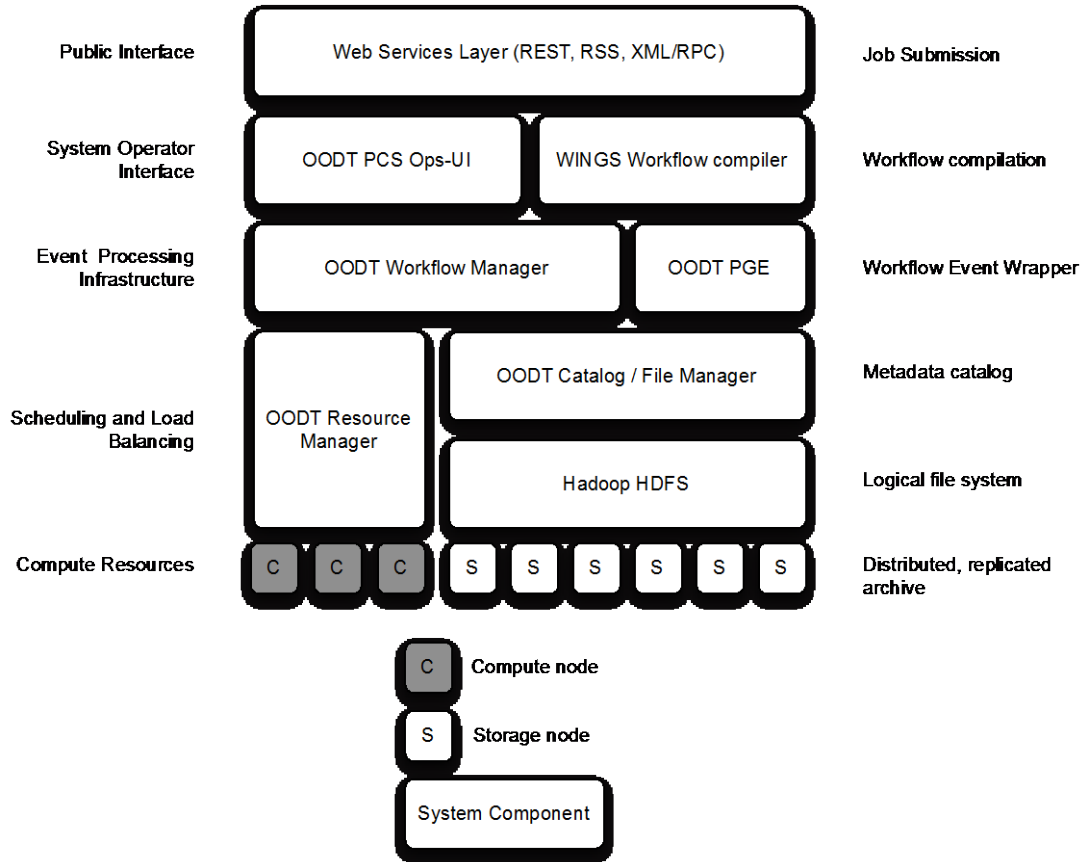 Public Interface
Web Services Layer (REST, RSS, XML/RPC)
Job Submission
System Operator
Interface
OODT PCS Ops-UI
WINGS Workflow compiler
Workflow compilation
Event Processing
Infrastructure
OODT Workflow Manager
OODT PGE
Workflow Event Wrapper
Scheduling and Load
Balancing
OODT Resource
Manager
OODT Catalog / File Manager
Metadata catalog
Hadoop HDFS
Logical file system
Compute Resources
C C C S S S S S S
Distributed, replicated
archive
C Compute node
S Storage node
System Component